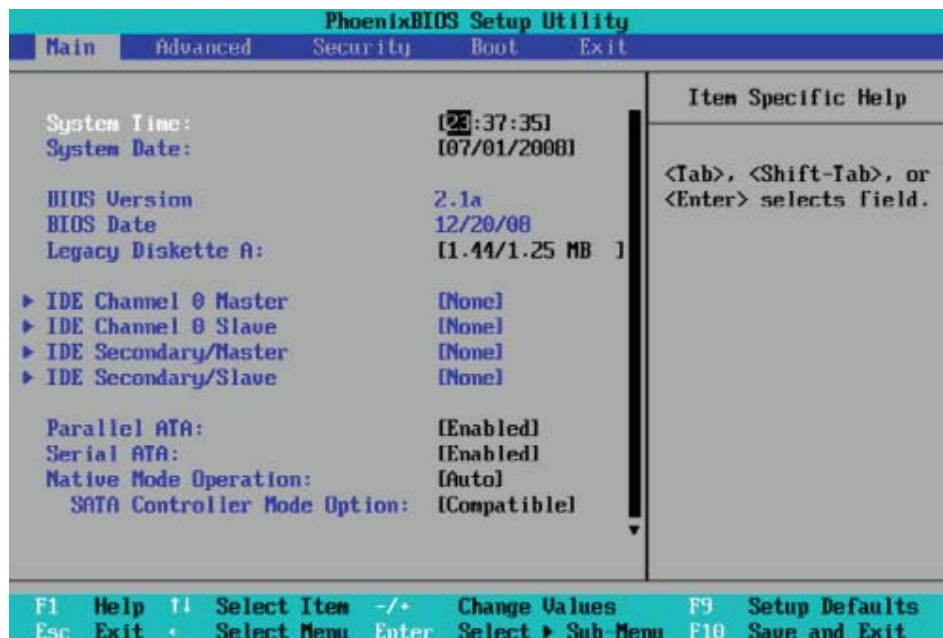 PhoenixBIOS Setup Utility
Main Advanced Security Boot Exit
Item Specific Help
System Time: [23:37:35]
System Date: [07/01/2008]
<Tab>, <Shift-Tab>, or
<Enter> selects field.
BIOS Version 2.1a
BIOS Date 12/20/08
Legacy Diskette A: [1.44/1.25 MB ]
▶ IDE Channel 0 Master [None]
▶ IDE Channel 0 Slave [None]
▶ IDE Secondary/Master [None]
▶ IDE Secondary/Slave [None]
Parallel ATA: [Enabled]
Serial ATA: [Enabled]
Native Mode Operation: [Auto]
SATA Controller Mode Option: [Compatible]
F1 Help ↑↓ Select Item -/+ Change Values F9 Setup Defaults
Esc Exit ← Select Menu Enter Select ▶ Sub-Menu F10 Save and Exit